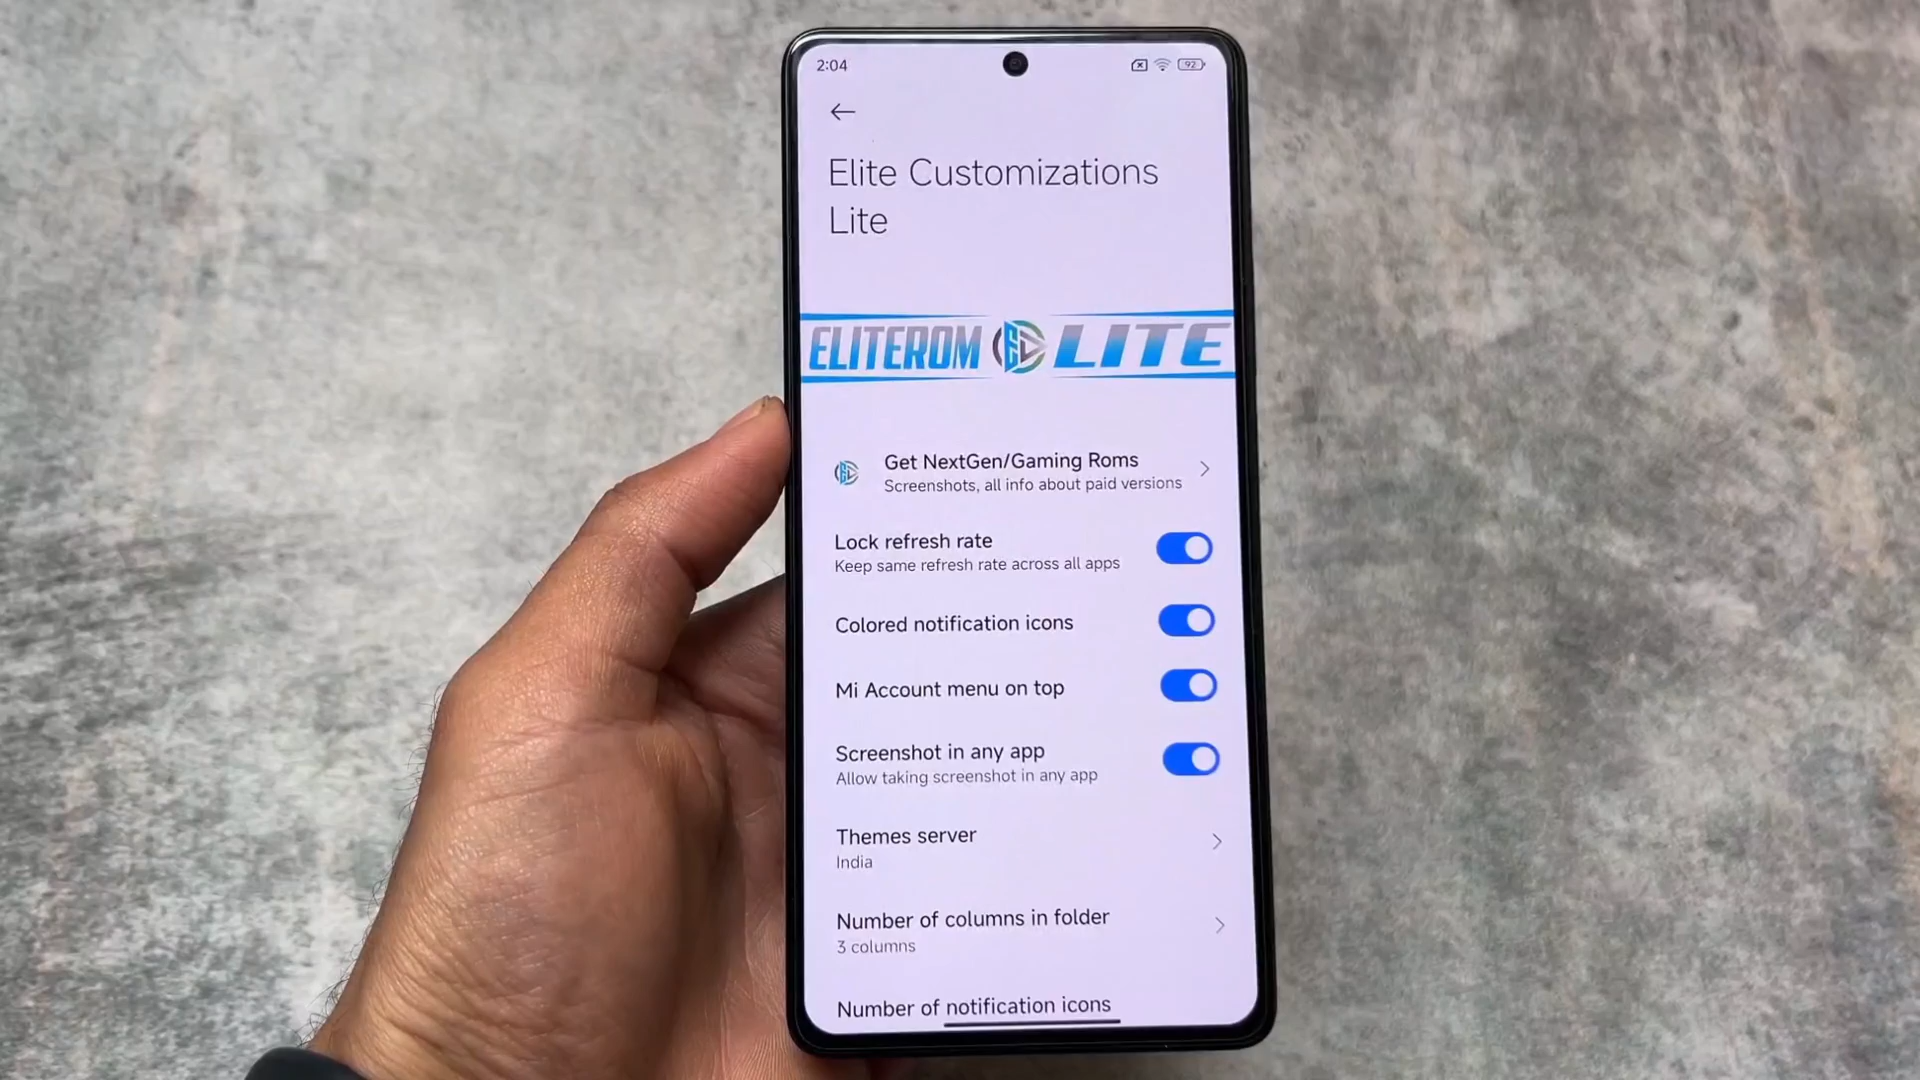 2:04
92
Elite Customizations
Lite
ELITEROM EC LITE
Get NextGen/Gaming Roms
Screenshots, all info about paid versions
Lock refresh rate
Keep same refresh rate across all apps
Colored notification icons
Mi Account menu on top
Screenshot in any app
Allow taking screenshot in any app
Themes server
India
Number of columns in folder
3 columns
Number of notification icons